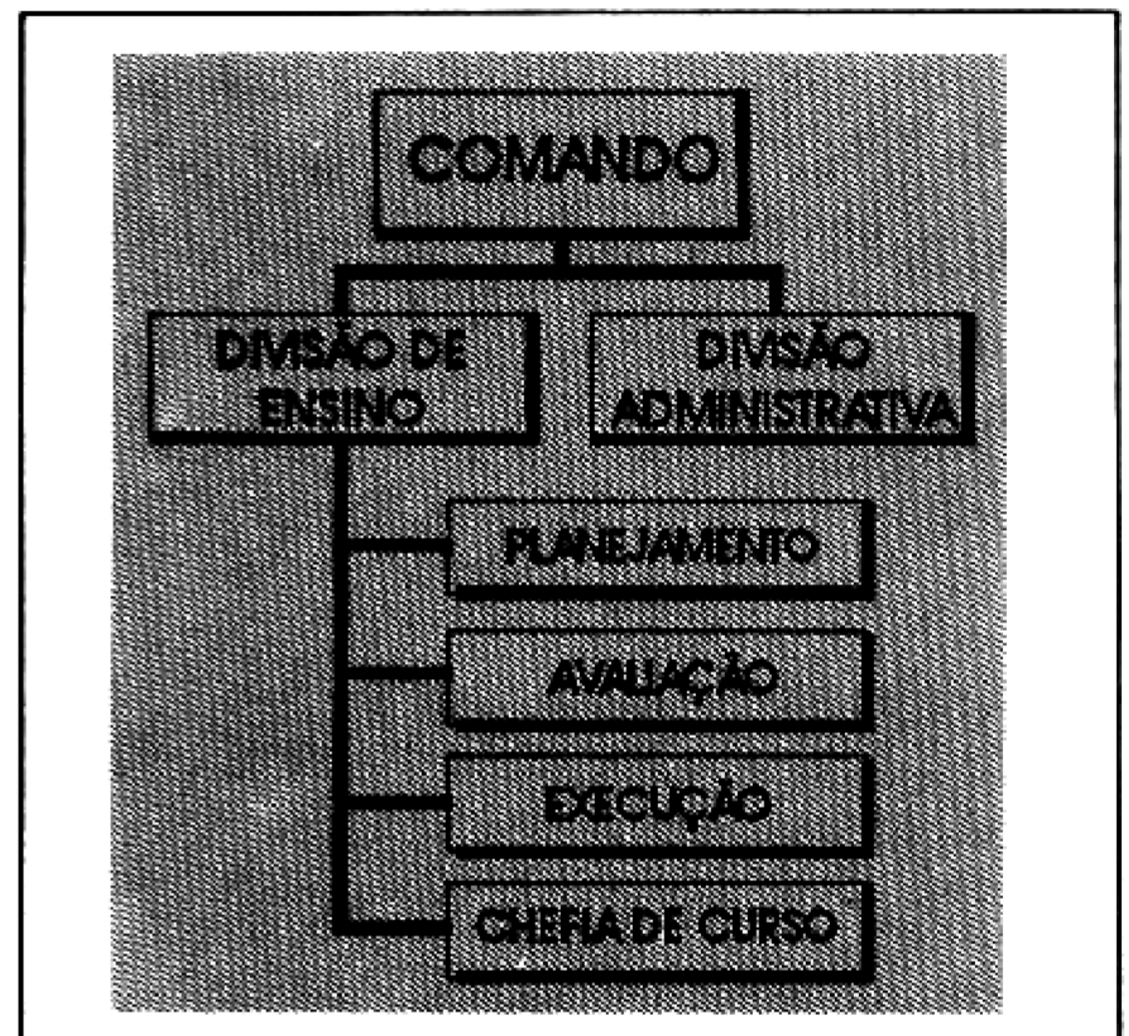 COMANDO
DIVISÃO DE
ENSINO
DIVISÃO
ADMINISTRATIVA
PLANEJAMENTO
AVALIAÇÃO
EXECUÇÃO
CHEFIA DE CURSO